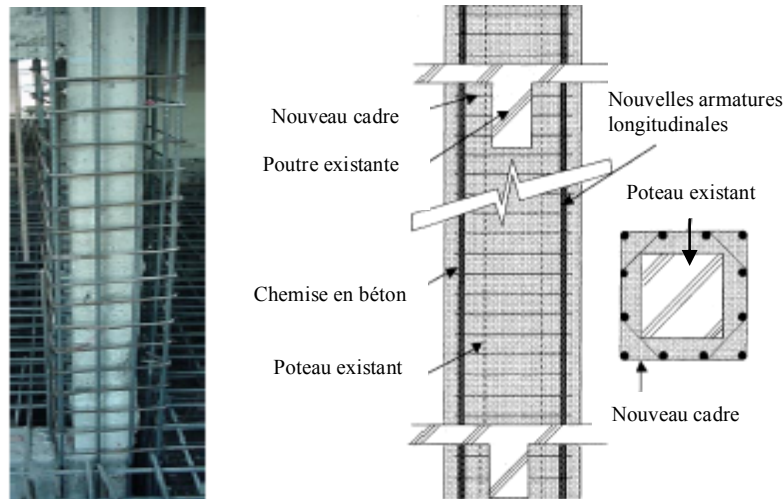 Nouveau cadre
Poutre existante
Nouvelles armatures
longitudinales
Poteau existant
Chemise en béton
Poteau existant
Nouveau cadre